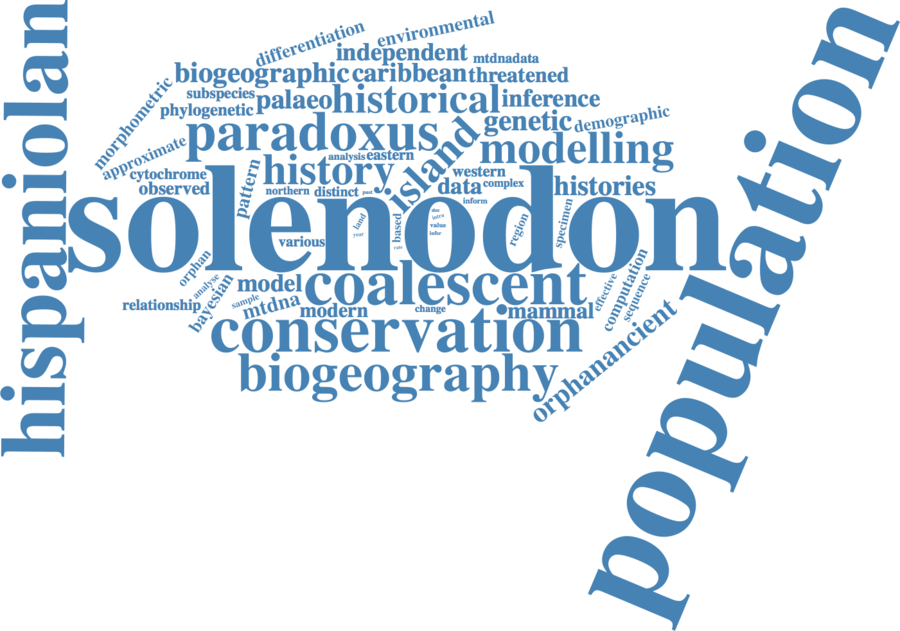 hispaniolan
differentiation
environmental
independent
mtdnadata
biogeographic
caribbean
threatened
subspecies
palaeo
historical
inference
morphometric
phylogenetic
paradoxus
genetic
demographic
approximate
analysis
eastern
island
modelling
cytochrome
pattern
history
western
observed
northern
distinct
past
data
complex
histories
inform
solenodon
population
various
land
year
based
rate
intra
value
infer
region
specimen
orphan
analyse
bayesian
model
coalescent
effective
computation
sequence
relationship
sample
mtdna
modern
change
mammal
conservation
orphanancient
biogeography